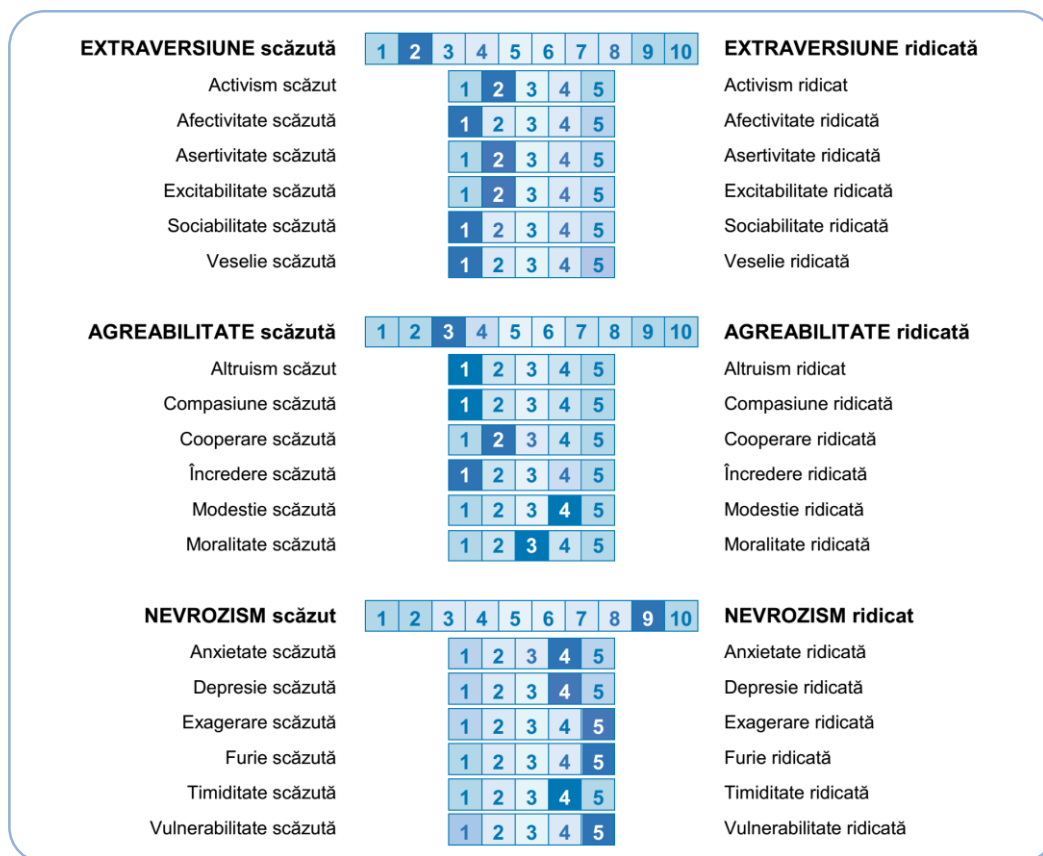 EXTRAVERSIUNE scăzută 1 2 3 4 5 6 7 8 9 10 EXTRAVERSIUNE ridicată
Activism scăzut 1 2 3 4 5 Activism ridicat
Afectivitate scăzută 1 2 3 4 5 Afectivitate ridicată
Asertivitate scăzută 1 2 3 4 5 Asertivitate ridicată
Excitabilitate scăzută 1 2 3 4 5 Excitabilitate ridicată
Sociabilitate scăzută 1 2 3 4 5 Sociabilitate ridicată
Veselie scăzută 1 2 3 4 5 Veselie ridicată
AGREABILITATE scăzută 1 2 3 4 5 6 7 8 9 10 AGREABILITATE ridicată
Altruism scăzut 1 2 3 4 5 Altruism ridicat
Compasiune scăzută 1 2 3 4 5 Compasiune ridicată
Cooperare scăzută 1 2 3 4 5 Cooperare ridicată
Încredere scăzută 1 2 3 4 5 Încredere ridicată
Modestie scăzută 1 2 3 4 5 Modestie ridicată
Moralitate scăzută 1 2 3 4 5 Moralitate ridicată
NEVROZISM scăzut 1 2 3 4 5 6 7 8 9 10 NEVROZISM ridicat
Anxietate scăzută 1 2 3 4 5 Anxietate ridicată
Depresie scăzută 1 2 3 4 5 Depresie ridicată
Exagerare scăzută 1 2 3 4 5 Exagerare ridicată
Furie scăzută 1 2 3 4 5 Furie ridicată
Timiditate scăzută 1 2 3 4 5 Timiditate ridicată
Vulnerabilitate scăzută 1 2 3 4 5 Vulnerabilitate ridicată